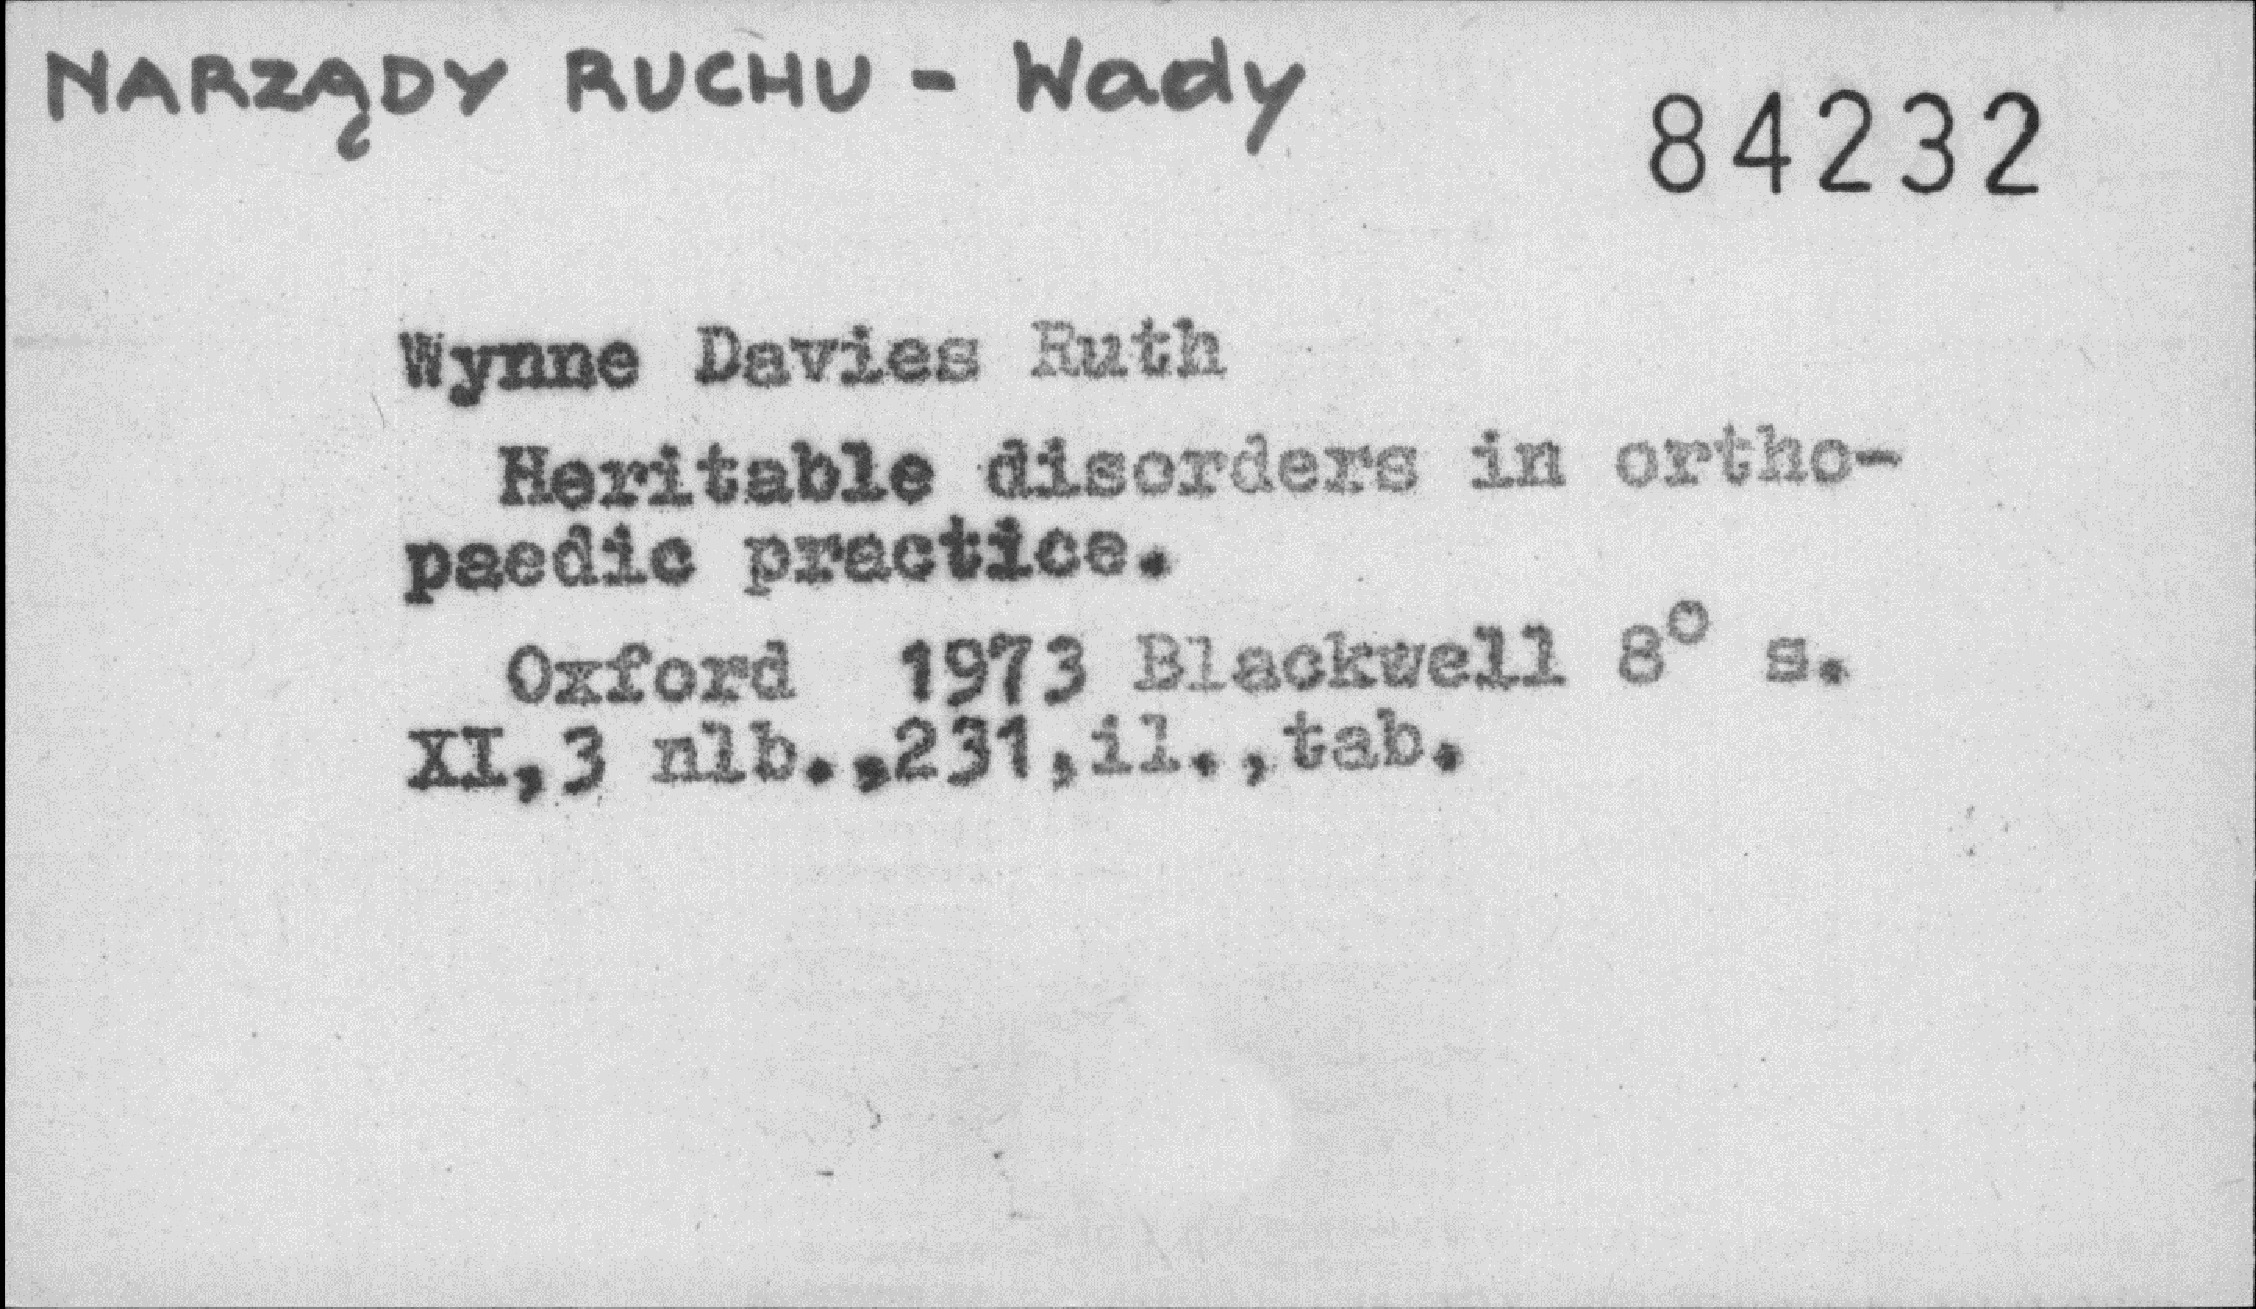 NARZĄDY RUCHU - Wady
84232
Wynne Davies Ruth
Heritable disorders in ortho-
paedic practice.
Oxford 1973 Blackwell 8° s.
XI,3 nlb.,231,il.,tab.